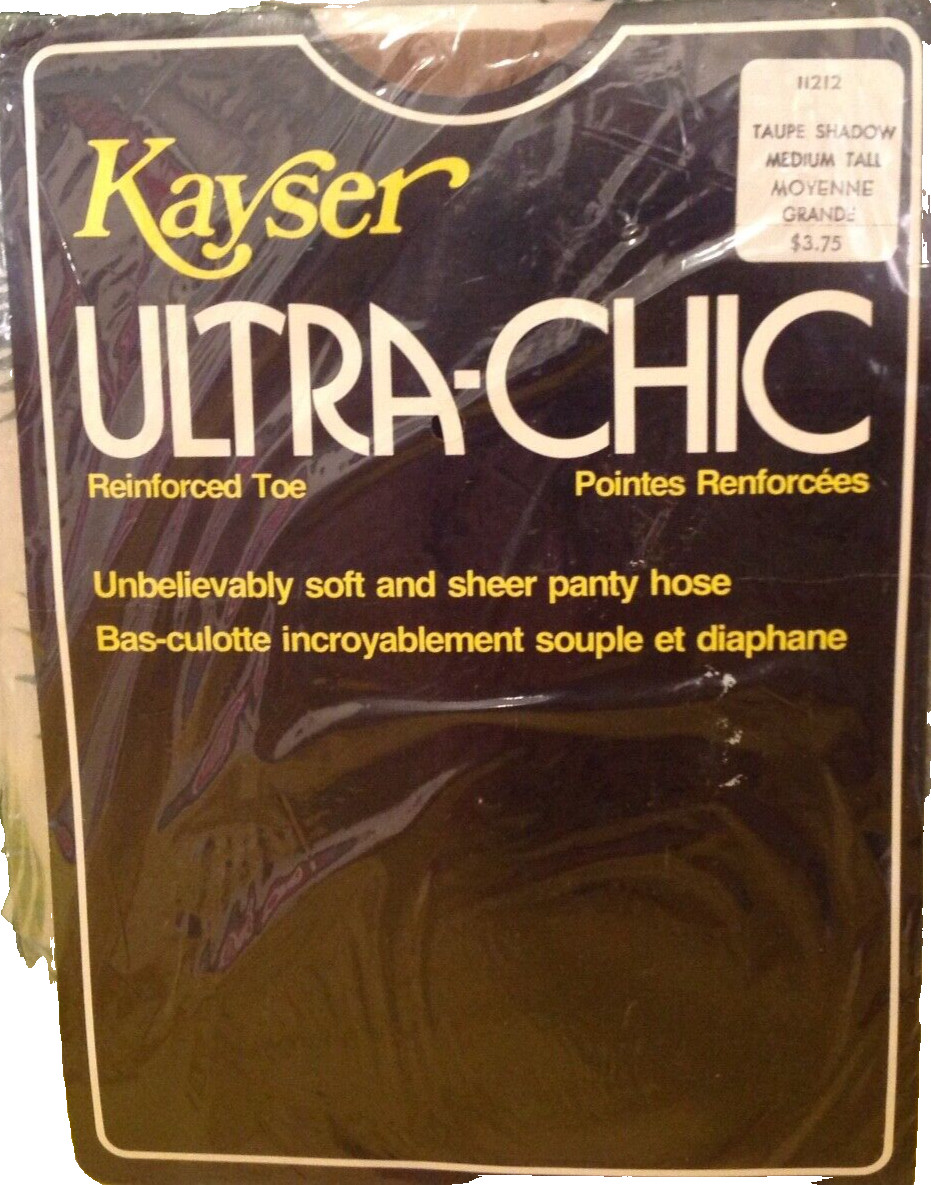 11212
TAUPE SHADOW
MEDIUM TALL
MOYENNE
GRANDE
$3.75
Kayser
ULTRA-CHIC
Reinforced Toe
Pointes Renforcées
Unbelievably soft and sheer panty hose
Bas-culotte incroyablement souple et diaphane